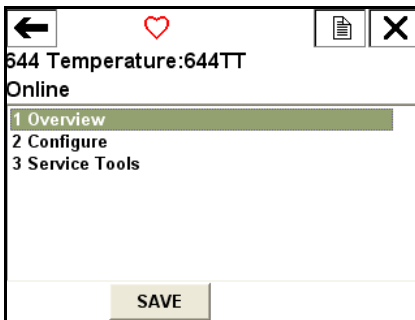 644 Temperature:644TT
Online
1 Overview
2 Configure
3 Service Tools
SAVE